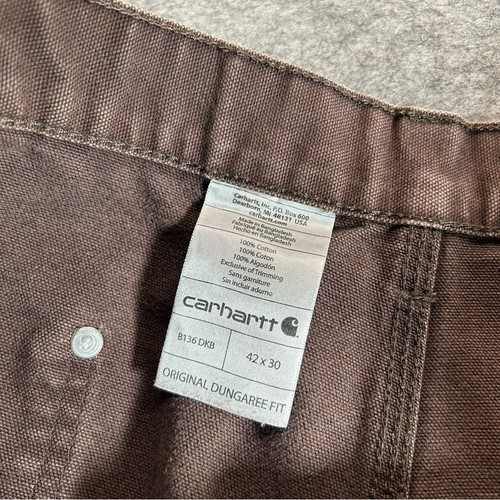 Carhartt, Inc. P.O. Box 600
Dearborn, MI 48121 USA
carhartt.com
Made in Bangladesh
Fabriqué au Bangladesh
Hecho en Bangladesh
100% Cotton
100% Coton
100% Algodón
Exclusive of Trimming
Sans garniture
Sin incluir adorno
carhartt
B136 DKB
42 x 30
ORIGINAL DUNGAREE FIT